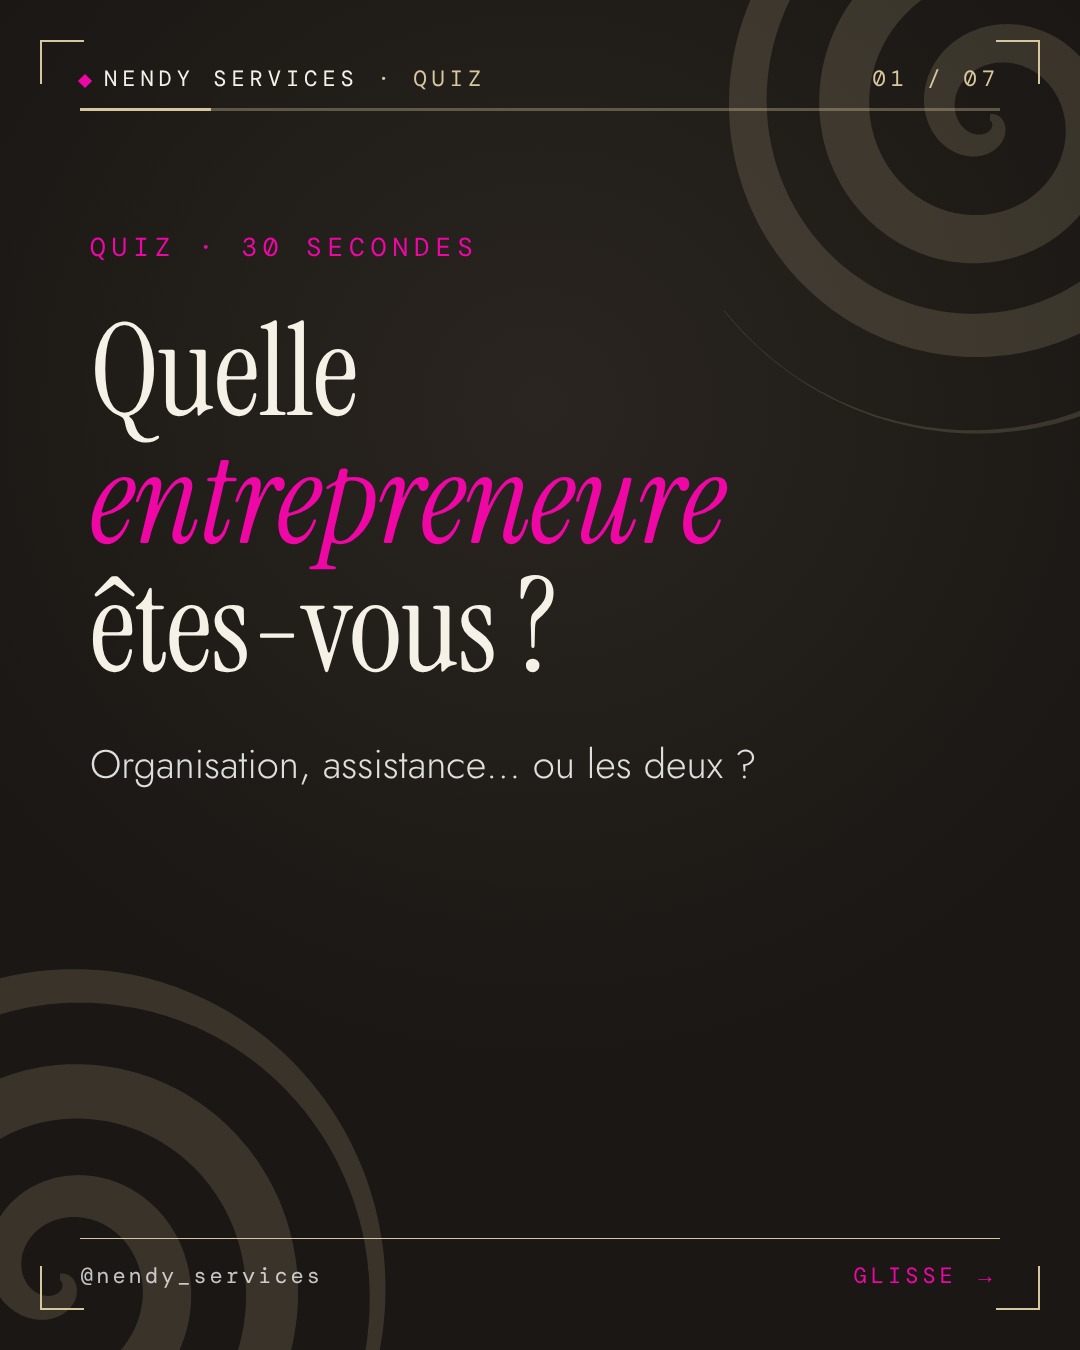 ◆ NENDY SERVICES · QUIZ
01 / 07
QUIZ · 30 SECONDES
Quelle
entrepreneure
êtes-vous ?
Organisation, assistance... ou les deux ?
@nendy_services
GLISSE →